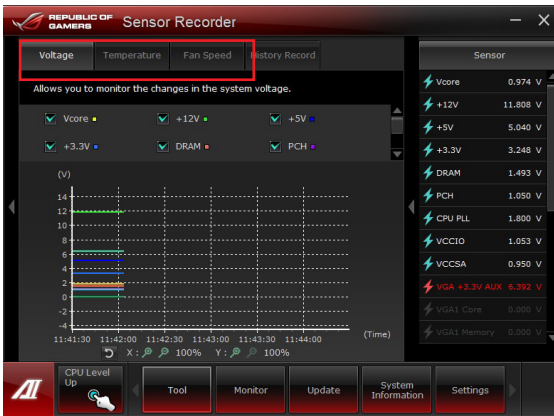 REPUBLIC OF
GAMERS
Sensor Recorder
Voltage
Temperature
Fan Speed
History Record
Allows you to monitor the changes in the system voltage.
Vcore
+12V
+5V
+3.3V
DRAM
PCH
(V)
14
12
10
8
6
4
2
0
-2
-4
11:41:30
11:42:00
11:42:30
11:43:00
11:43:30
11:44:00
(Time)
X: 100% Y: 100%
Sensor
Vcore 0.974 V
+12V 11.808 V
+5V 5.040 V
+3.3V 3.248 V
DRAM 1.493 V
PCH 1.050 V
CPU PLL 1.800 V
VCCIO 1.053 V
VCCSA 0.950 V
VGA +3.3V AUX 6.392 V
VGA1 Core 0.000 V
VGA1 Memory 0.000 V
CPU Level
Up
Tool
Monitor
Update
System
Information
Settings